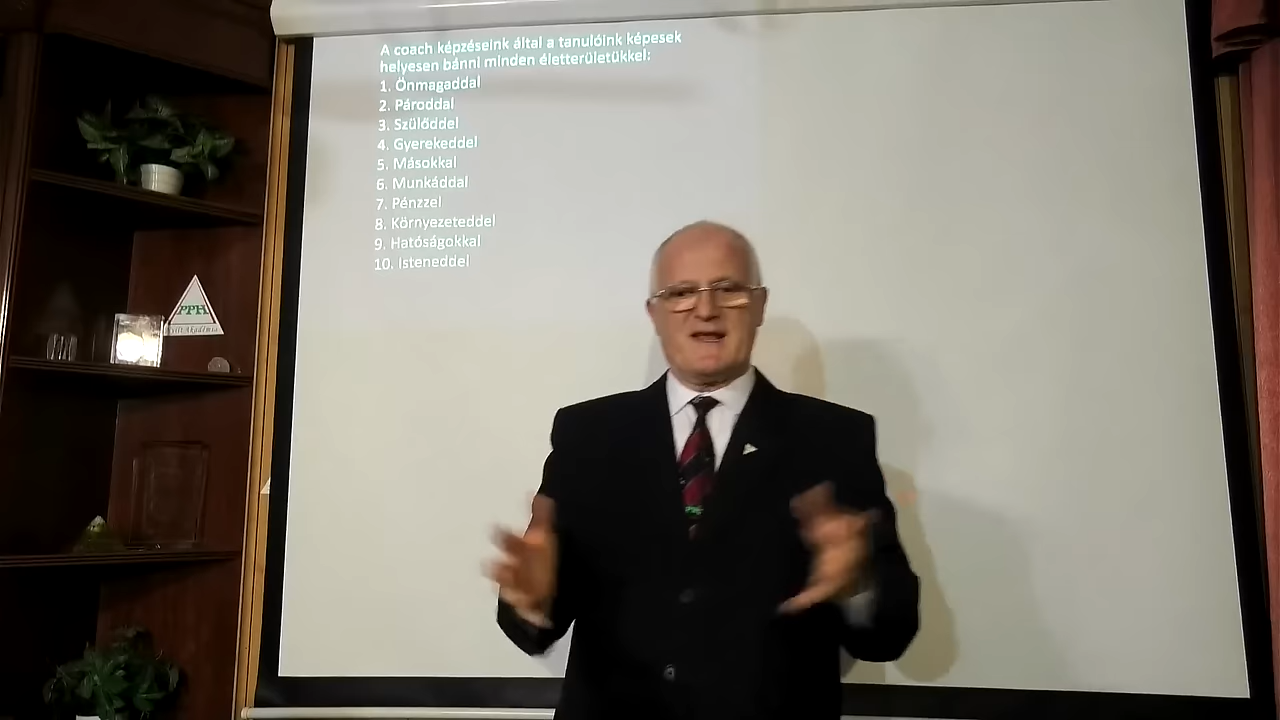 A coach képzéseink által a tanulóink képesek
helyesen bánni minden életterületükkel:
1. Önmagaddal
2. Pároddal
3. Szülőddel
4. Gyerekeddel
5. Másokkal
6. Munkáddal
7. Pénzzel
8. Környezeteddel
9. Hatóságokkal
10. Isteneddel
PPH